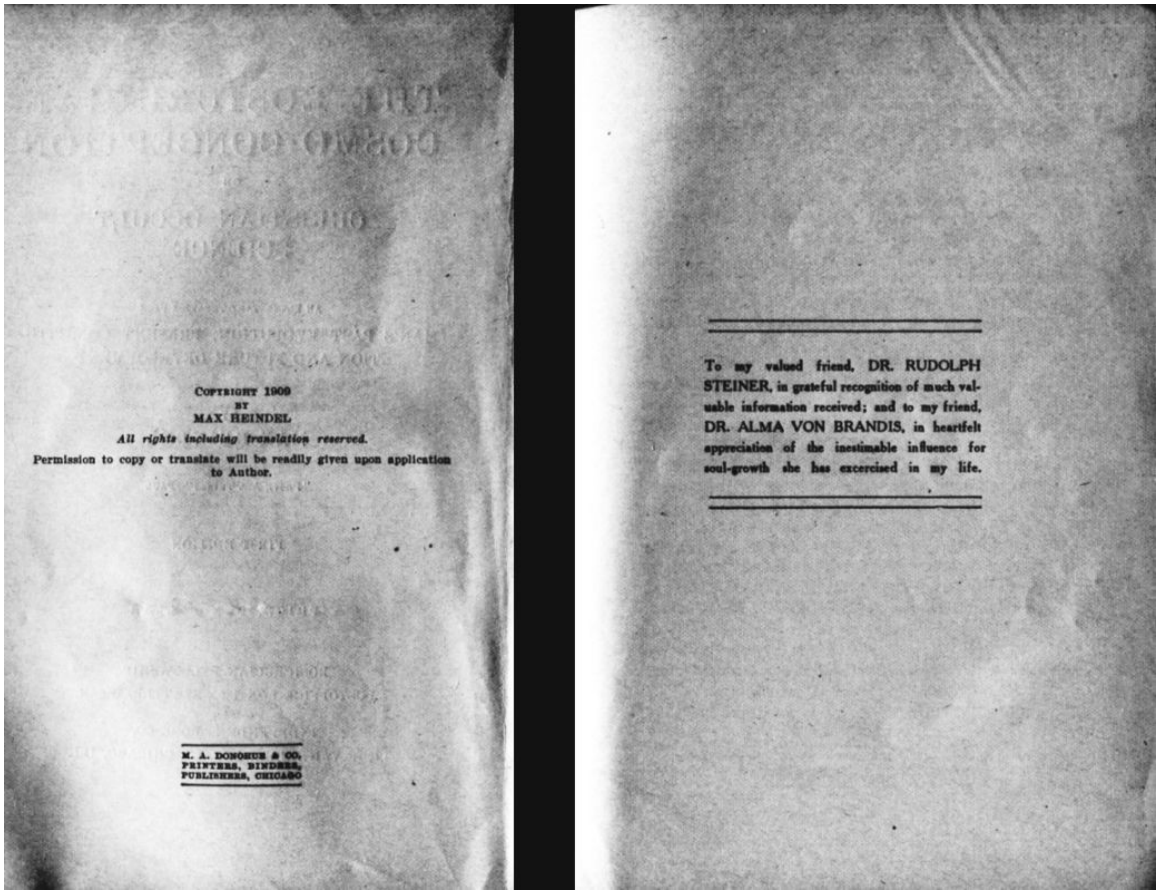 COPYRIGHT 1909
BY
MAX HEINDEL
All rights including translation reserved.
Permission to copy or translate will be readily given upon application
to Author.
M. A. DONOHUE & CO.
PRINTERS, BINDERS,
PUBLISHERS, CHICAGO
To my valued friend, DR. RUDOLPH
STEINER, in grateful recognition of much val-
uable information received; and to my friend,
DR. ALMA VON BRANDIS, in heartfelt
appreciation of the inestimable influence for
soul-growth she has excercised in my life.